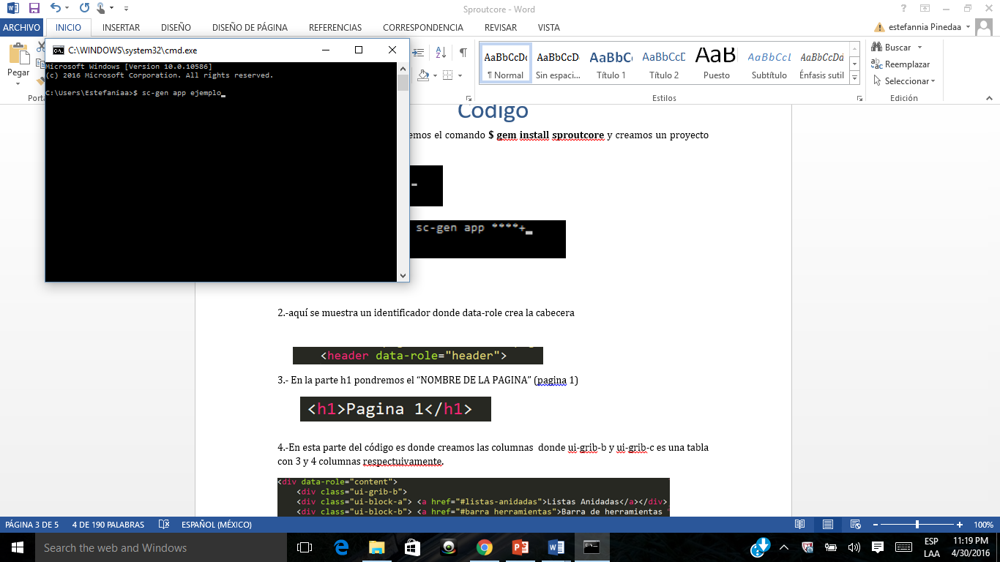 Sproutcore - Word
ARCHIVO INICIO INSERTAR DISEÑO DISEÑO DE PÁGINA REFERENCIAS CORRESPONDENCIA REVISAR VISTA estefannia Pinedaa
C:\WINDOWS\system32\cmd.exe
Microsoft Windows [Version 10.0.10586]
(c) 2016 Microsoft Corporation. All rights reserved.
C:\Users\Estefaniaa>$ sc-gen app ejemplo
Pegar
AaBbCcDc AaBbCcDc AaBbCc AaBbCcD AaB AaBbCcL AaBbCcDd
¶ Normal Sin espaci... Título 1 Título 2 Puesto Subtítulo Énfasis sutil
Estilos
Buscar
Reemplazar
Seleccionar
Edición
Código
emos el comando $ gem install sproutcore y creamos un proyecto
sc-gen app ****+
2.-aquí se muestra un identificador donde data-role crea la cabecera
<header data-role="header">
3.- En la parte h1 pondremos el “NOMBRE DE LA PAGINA” (pagina 1)
<h1>Pagina 1</h1>
4.-En esta parte del código es donde creamos las columnas donde ui-grib-b y ui-grib-c es una tabla
con 3 y 4 columnas respectuivamente.
<div data-role="content">
<div class="ui-grib-b">
<div class="ui-block-a"> <a href="#listas-anidadas">Listas Anidadas</a></div>
<div class="ui-block-b"> <a href="#barra herramientas">Barra de herramientas
PÁGINA 3 DE 5 4 DE 190 PALABRAS ESPAÑOL (MÉXICO) 100%
Search the web and Windows
ESP 11:19 PM
LAA 4/30/2016